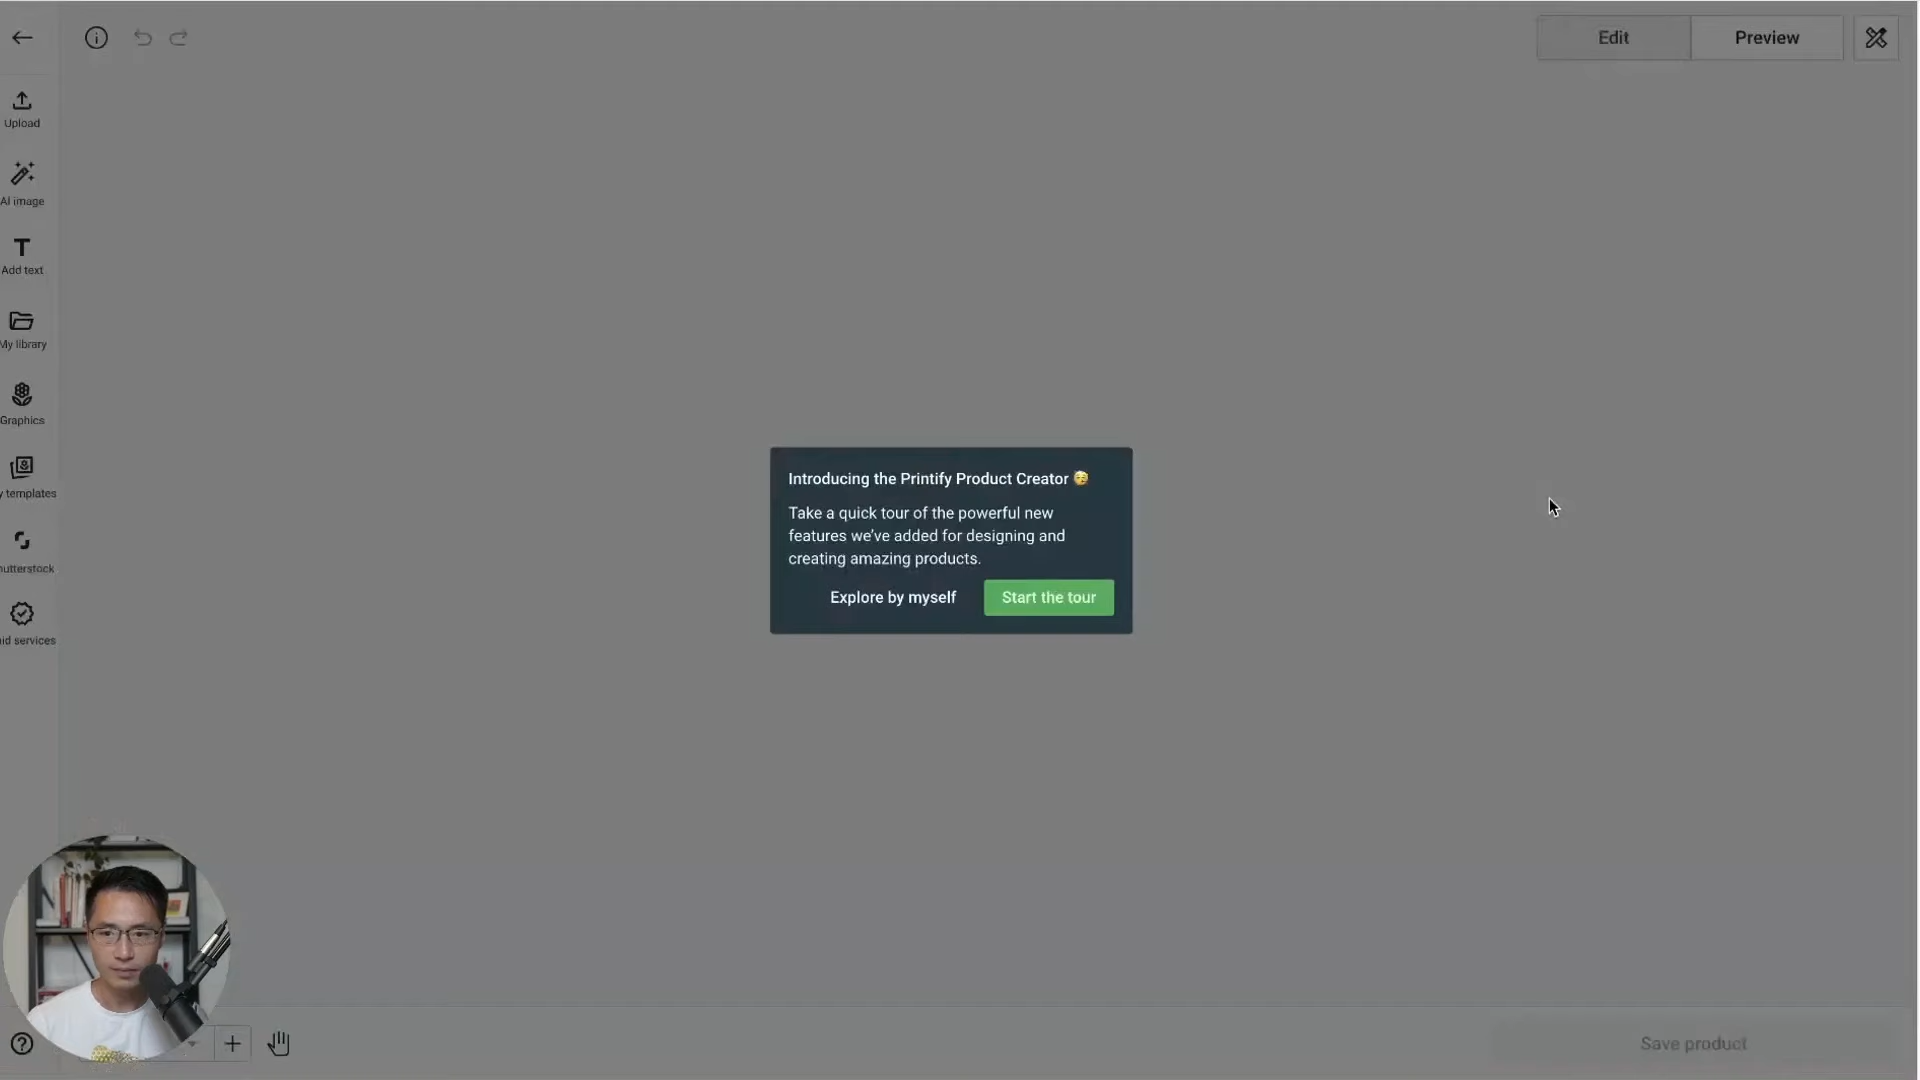 Edit
Preview
Upload
AI image
Add text
My library
Graphics
y templates
utterstock
id services
Introducing the Printify Product Creator 🥳
Take a quick tour of the powerful new
features we've added for designing and
creating amazing products.
Explore by myself
Start the tour
Save product